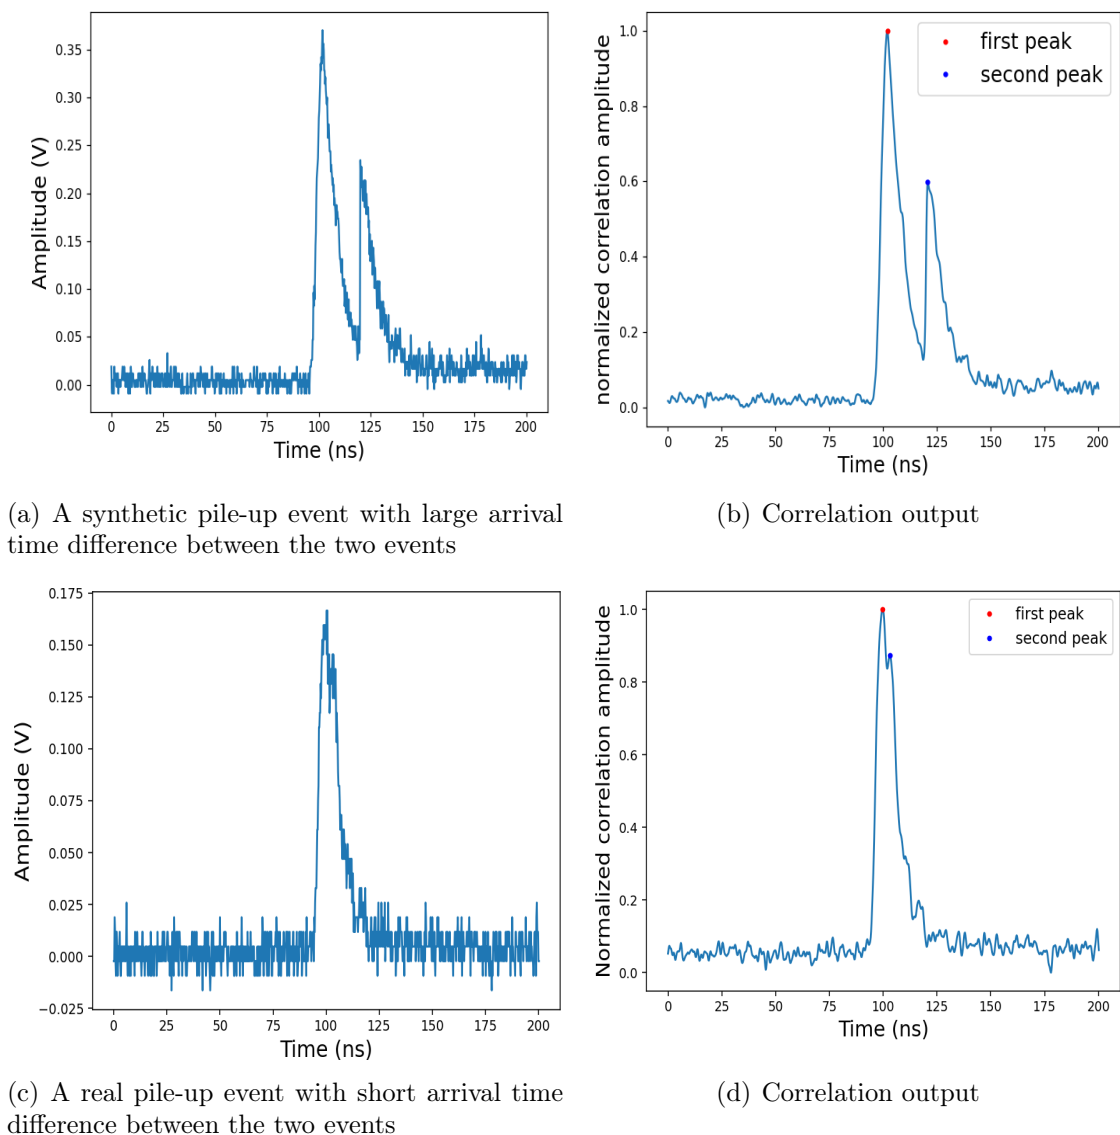 0.35
0.30
0.25
0.20
0.15
0.10
0.05
0.00
Amplitude (V)
0 25 50 75 100 125 150 175 200
Time (ns)
1.0
0.8
0.6
0.4
0.2
0.0
normalized correlation amplitude
first peak
second peak
0 25 50 75 100 125 150 175 200
Time (ns)
(a) A synthetic pile-up event with large arrival
time difference between the two events
(b) Correlation output
0.175
0.150
0.125
0.100
0.075
0.050
0.025
0.000
−0.025
Amplitude (V)
0 25 50 75 100 125 150 175 200
Time (ns)
1.0
0.8
0.6
0.4
0.2
0.0
Normalized correlation amplitude
first peak
second peak
0 25 50 75 100 125 150 175 200
Time (ns)
(c) A real pile-up event with short arrival time
difference between the two events
(d) Correlation output